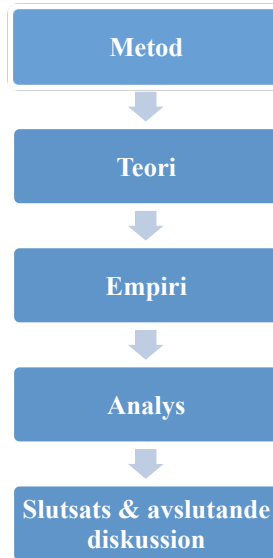 Metod
Teori
Empiri
Analys
Slutsats & avslutande
diskussion